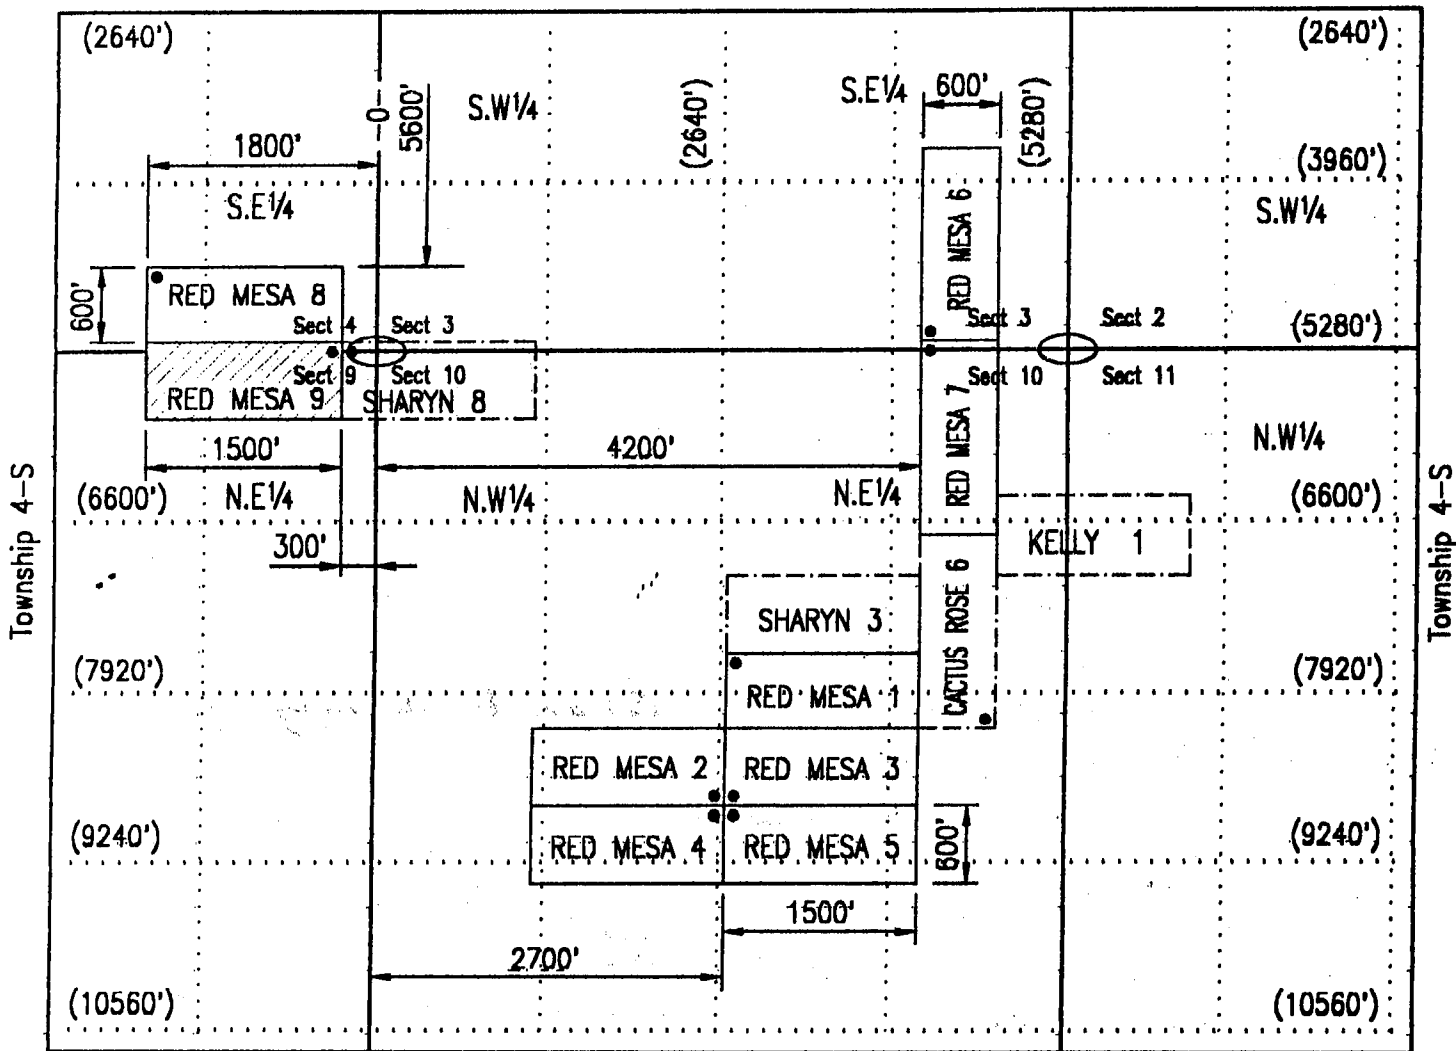 (2640')
(2640')
S.W¼
S.E¼
600'
-0-
5600'
(2640')
(5280')
1800'
(3960')
S.E¼
S.W¼
600'
RED MESA 8
RED MESA 6
Sect 4
Sect 3
Sect 3
Sect 2
(5280')
Sect 9
Sect 10
Sect 10
Sect 11
RED MESA 9
SHARYN 8
RED MESA 7
1500'
4200'
N.W¼
(6600')
N.E¼
N.W¼
N.E¼
(6600')
Township 4-S
Township 4-S
300'
KELLY 1
SHARYN 3
CACTUS ROSE 6
(7920')
(7920')
RED MESA 1
RED MESA 2
RED MESA 3
(9240')
RED MESA 4
RED MESA 5
600'
(9240')
1500'
2700'
(10560')
(10560')